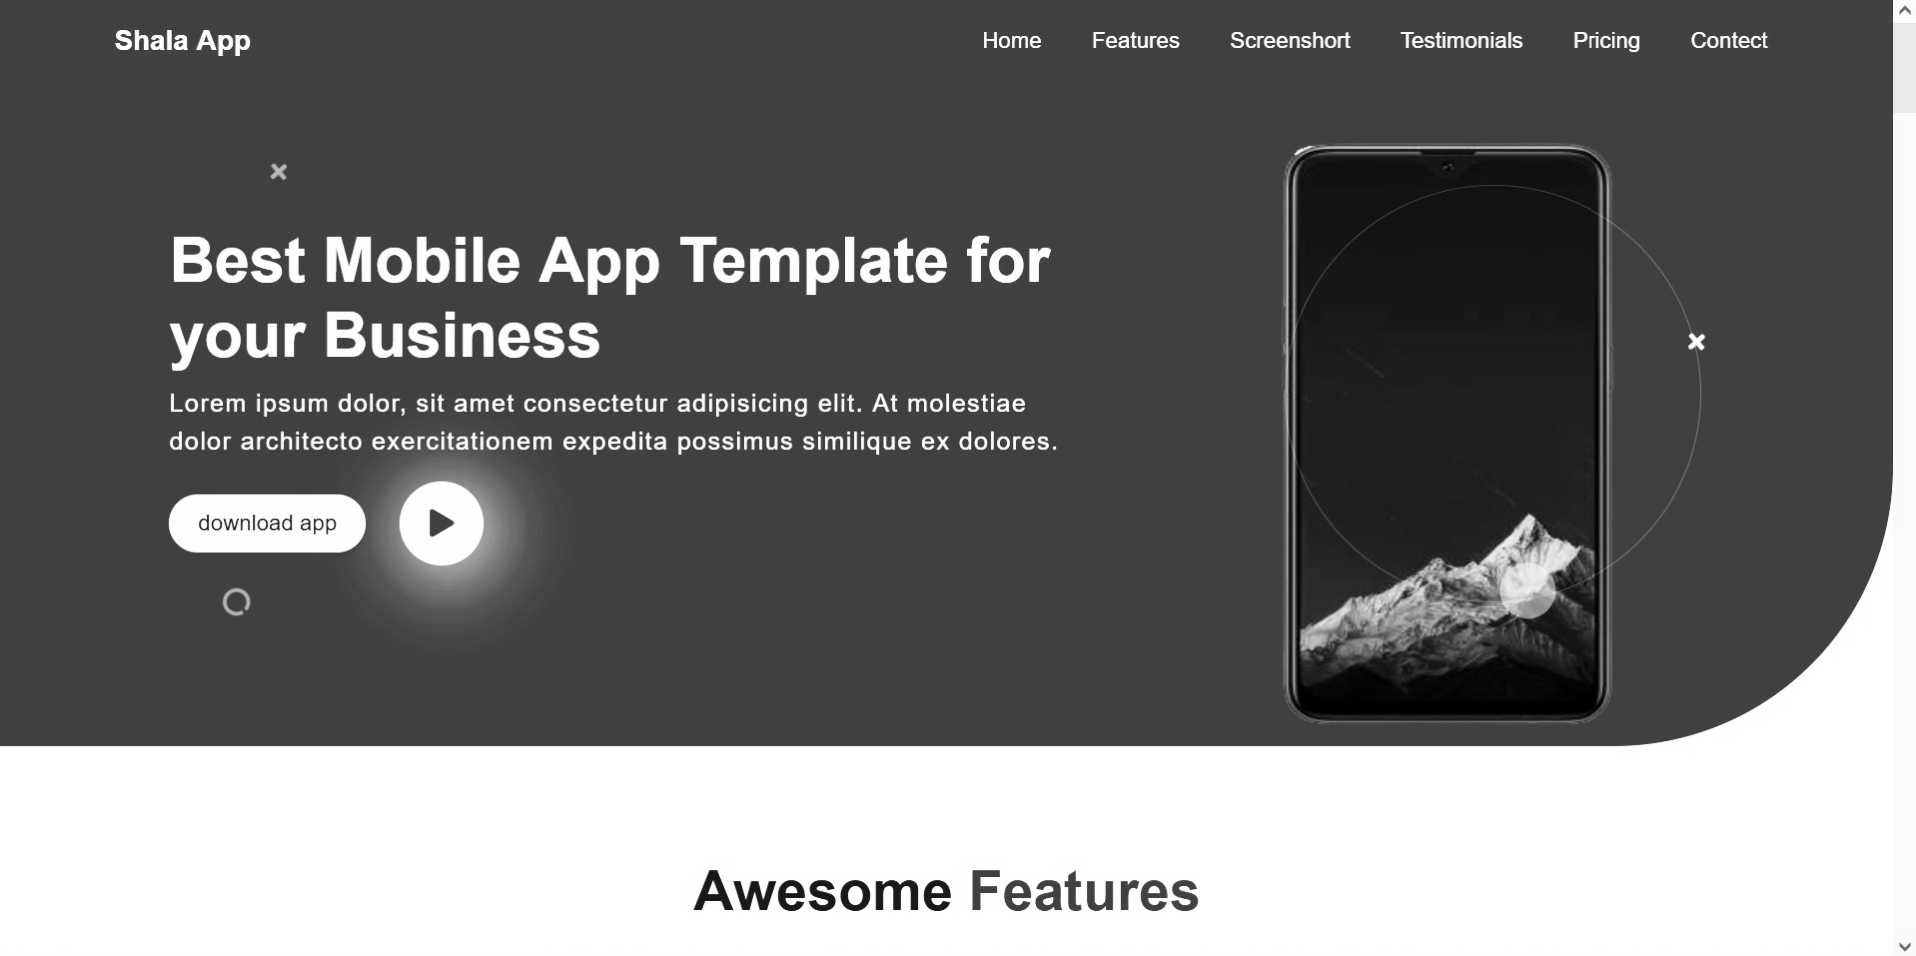 Shala App
Home Features Screenshort Testimonials Pricing Contect
Best Mobile App Template for
your Business
Lorem ipsum dolor, sit amet consectetur adipisicing elit. At molestiae
dolor architecto exercitationem expedita possimus similique ex dolores.
download app
Awesome Features